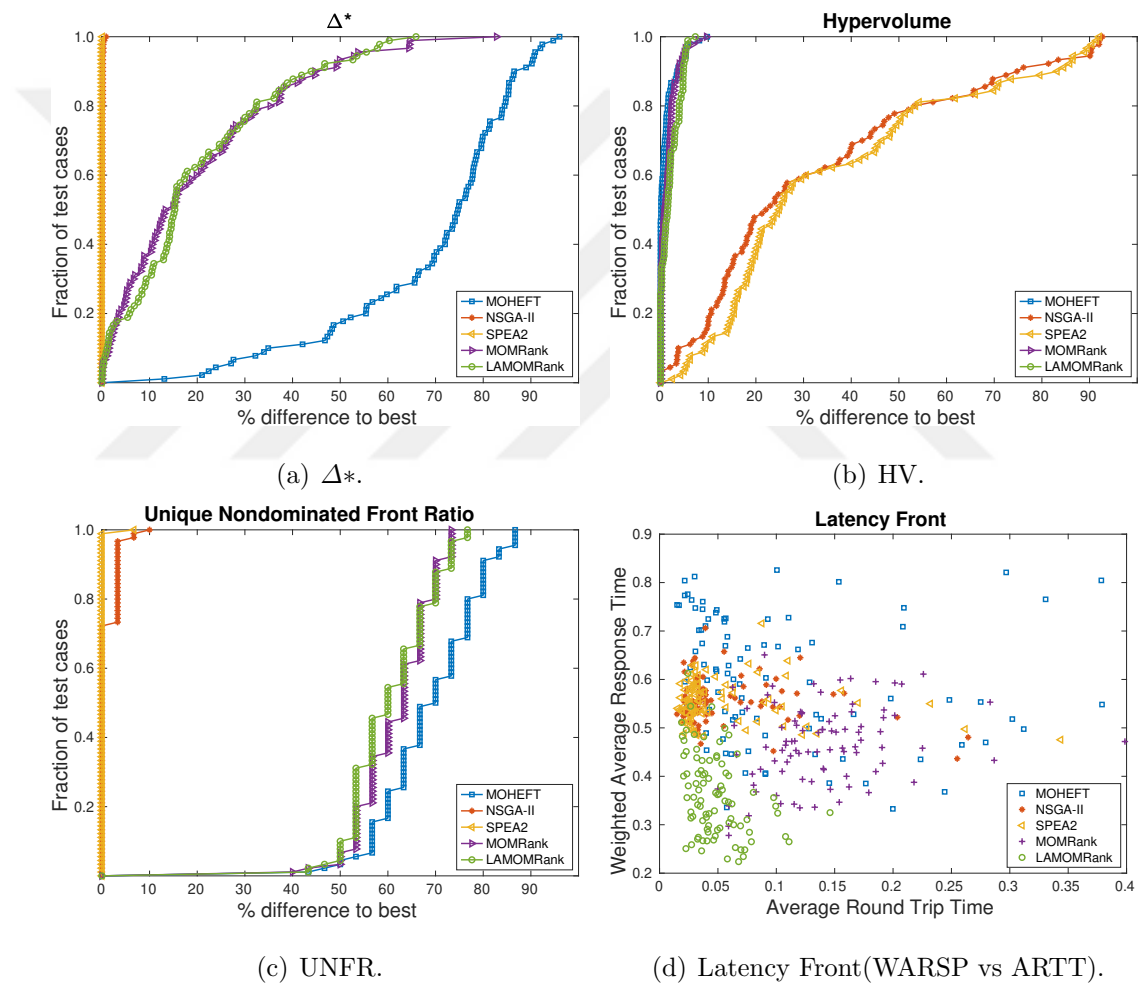 Δ*
Fraction of test cases
1.0
0.8
0.6
0.4
0.2
0 10 20 30 40 50 60 70 80 90
% difference to best
MOHEFT
NSGA-II
SPEA2
MOMRank
LAMOMRank
(a) Δ∗.
Hypervolume
Fraction of test cases
1.0
0.8
0.6
0.4
0.2
0 10 20 30 40 50 60 70 80 90
% difference to best
MOHEFT
NSGA-II
SPEA2
MOMRank
LAMOMRank
(b) HV.
Unique Nondominated Front Ratio
Fraction of test cases
1.0
0.8
0.6
0.4
0.2
0 10 20 30 40 50 60 70 80 90
% difference to best
MOHEFT
NSGA-II
SPEA2
MOMRank
LAMOMRank
(c) UNFR.
Latency Front
Weighted Average Response Time
0.9
0.8
0.7
0.6
0.5
0.4
0.3
0.2
0 0.05 0.1 0.15 0.2 0.25 0.3 0.35 0.4
Average Round Trip Time
MOHEFT
NSGA-II
SPEA2
MOMRank
LAMOMRank
(d) Latency Front(WARSP vs ARTT).